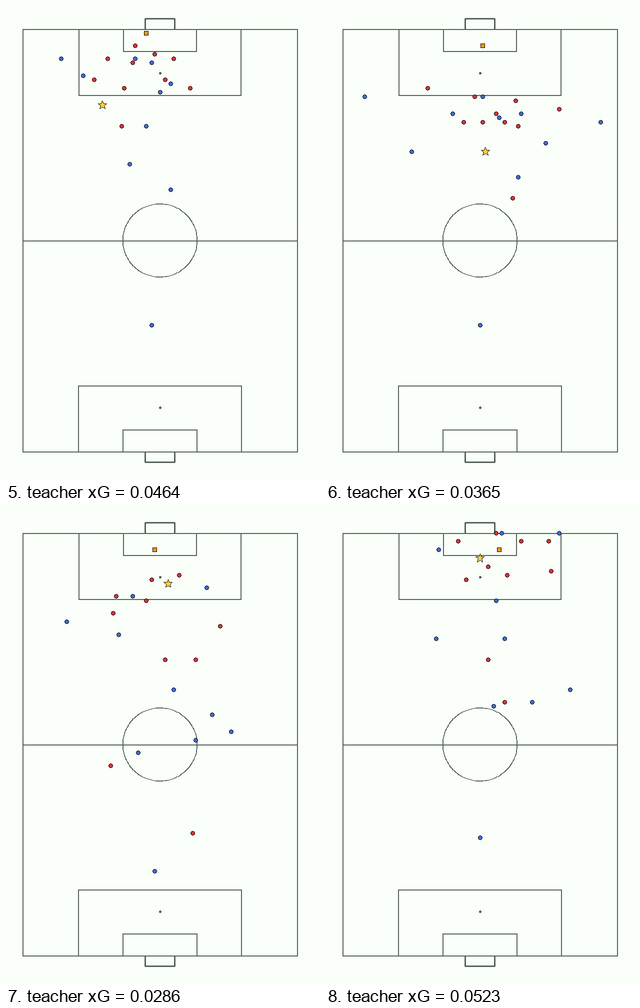 5. teacher xG = 0.0464
6. teacher xG = 0.0365
7. teacher xG = 0.0286
8. teacher xG = 0.0523